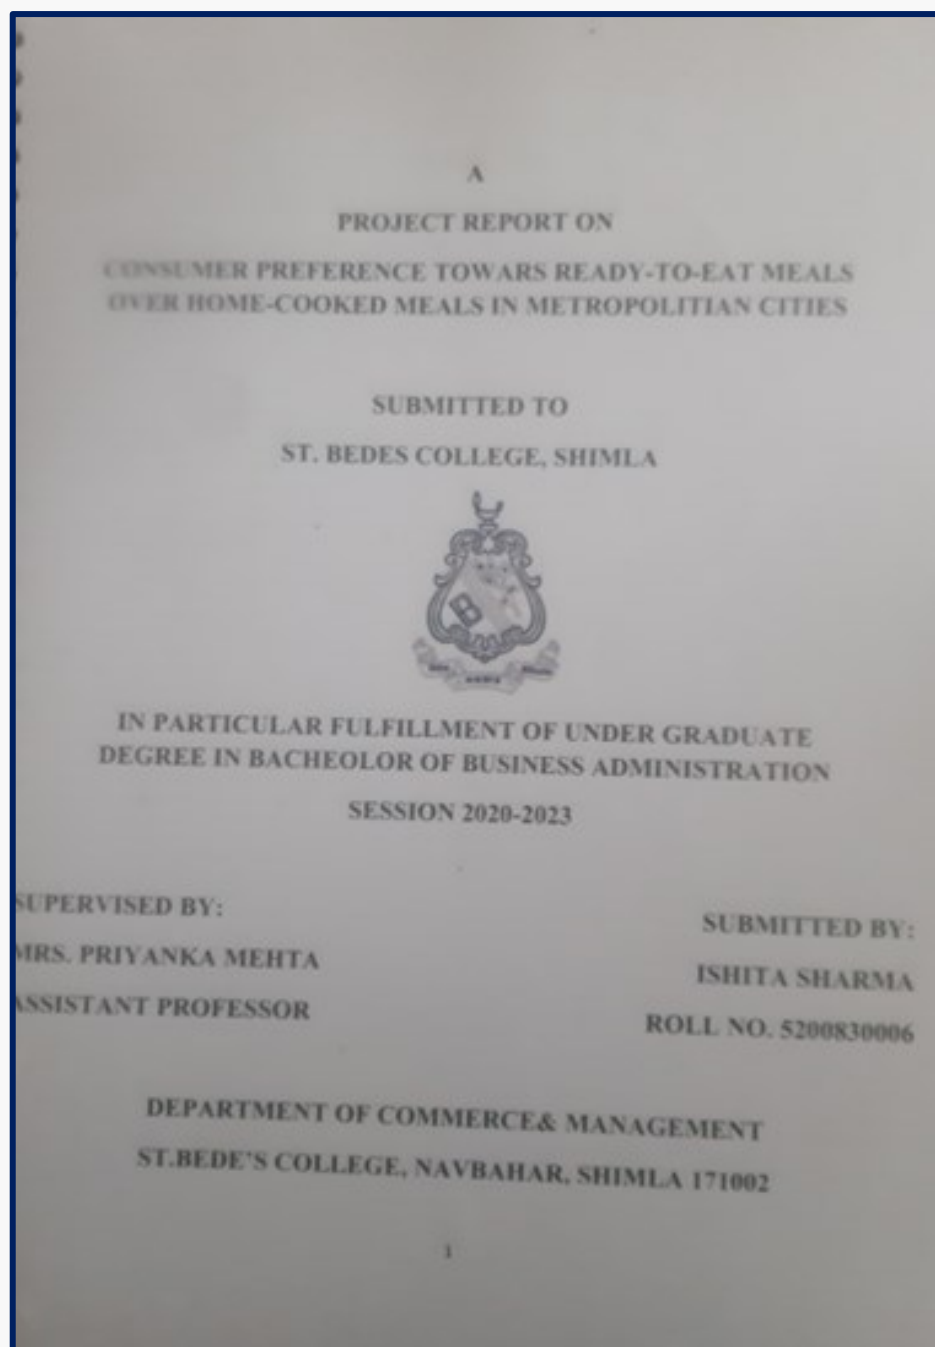 A
PROJECT REPORT ON
CONSUMER PREFERENCE TOWARS READY-TO-EAT MEALS
OVER HOME-COOKED MEALS IN METROPOLITIAN CITIES
SUBMITTED TO
ST. BEDES COLLEGE, SHIMLA
IN PARTICULAR FULFILLMENT OF UNDER GRADUATE
DEGREE IN BACHEOLOR OF BUSINESS ADMINISTRATION
SESSION 2020-2023
SUPERVISED BY:
MRS. PRIYANKA MEHTA
ASSISTANT PROFESSOR
SUBMITTED BY:
ISHITA SHARMA
ROLL NO. 5200830006
DEPARTMENT OF COMMERCE& MANAGEMENT
ST.BEDE'S COLLEGE, NAVBAHAR, SHIMLA 171002
1